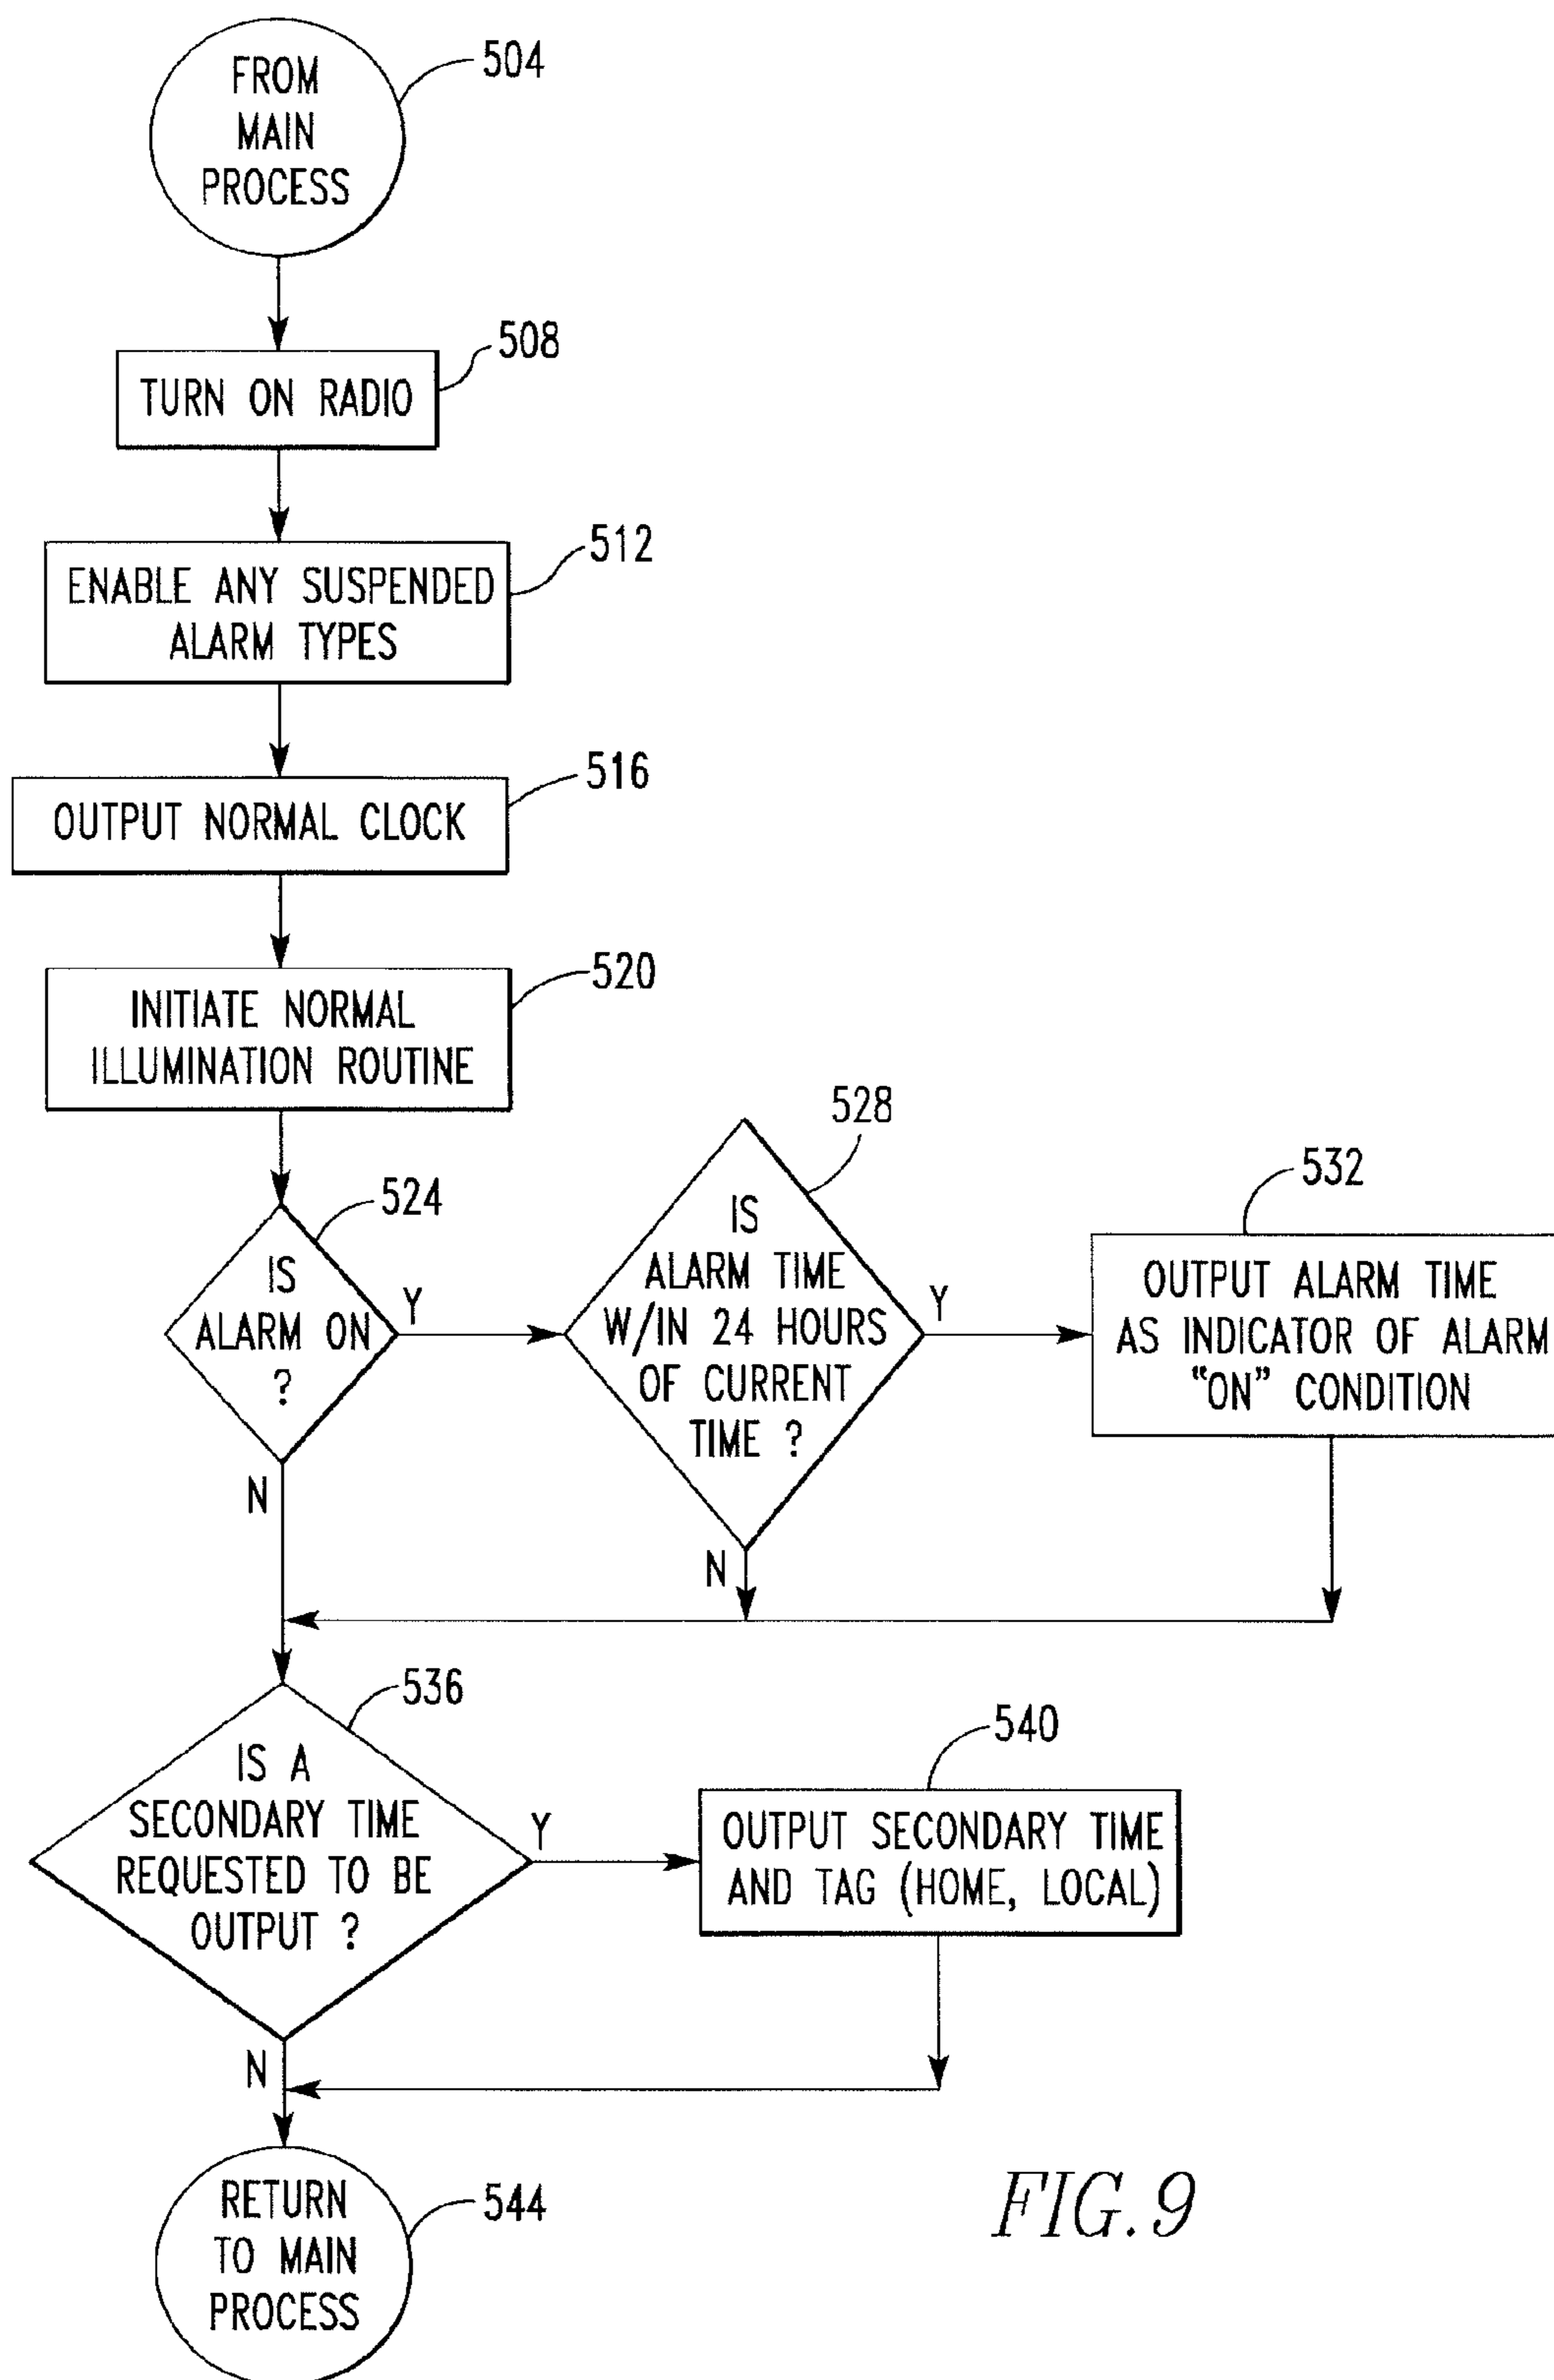 FROM
MAIN
PROCESS
504
TURN ON RADIO
508
ENABLE ANY SUSPENDED
ALARM TYPES
512
OUTPUT NORMAL CLOCK
516
INITIATE NORMAL
ILLUMINATION ROUTINE
520
IS
ALARM ON
?
524
Y
N
IS
ALARM TIME
W/IN 24 HOURS
OF CURRENT
TIME ?
528
Y
N
OUTPUT ALARM TIME
AS INDICATOR OF ALARM
“ON” CONDITION
532
IS A
SECONDARY TIME
REQUESTED TO BE
OUTPUT ?
536
Y
N
OUTPUT SECONDARY TIME
AND TAG (HOME, LOCAL)
540
RETURN
TO MAIN
PROCESS
544
FIG. 9